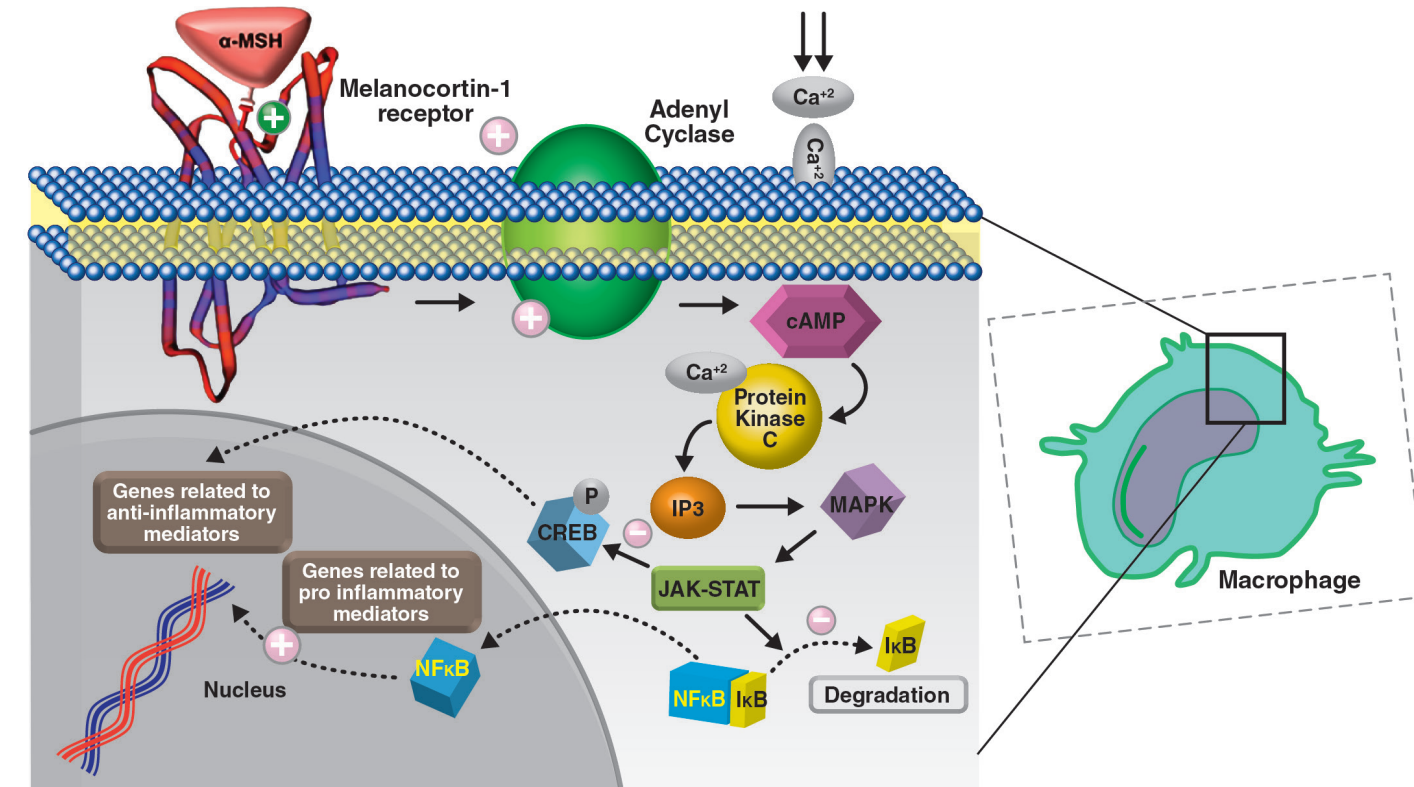 α-MSH
Melanocortin-1
receptor
Adenyl
Cyclase
Ca+2
Ca+2
cAMP
Ca+2
Protein
Kinase
C
IP3
MAPK
P
CREB
JAK-STAT
Genes related to
anti-inflammatory
mediators
Genes related to
pro inflammatory
mediators
NFκB
Nucleus
NFκB
IκB
IκB
Degradation
Macrophage